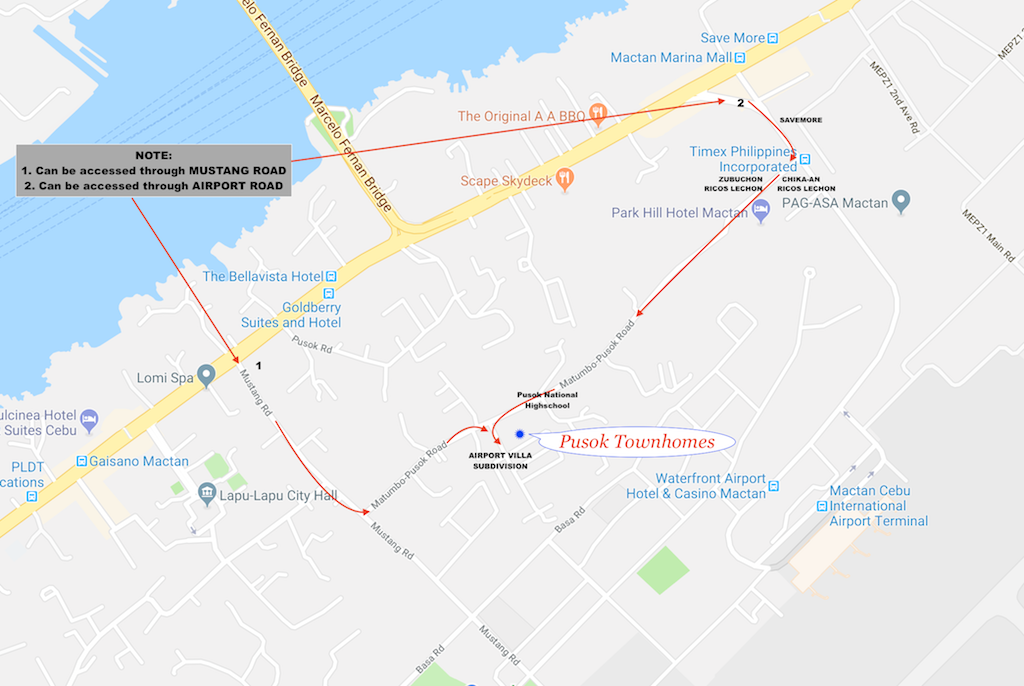 Marcelo Fernan Bridge
Marcelo Fernan Bridge
Save More
Mactan Marina Mall
MEPZ1
MEPZ1 2nd Ave Rd
The Original A A BBQ
2
SAVEMORE
NOTE:
1. Can be accessed through MUSTANG ROAD
2. Can be accessed through AIRPORT ROAD
Timex Philippines
Incorporated
Scape Skydeck
ZUBUCHON
RICOS LECHON
CHIKA-AN
RICOS LECHON
PAG-ASA Mactan
Park Hill Hotel Mactan
MEPZ1 Main Rd
The Bellavista Hotel
Goldberry
Suites and Hotel
Pusok Rd
Matumbo-Pusok Road
1
Lomi Spa
Mustang Rd
Pusok National
Highschool
ulcinea Hotel
Suites Cebu
Pusok Townhomes
AIRPORT VILLA
SUBDIVISION
Matumbo-Pusok Road
Gaisano Mactan
PLDT
cations
Lapu-Lapu City Hall
Waterfront Airport
Hotel & Casino Mactan
Mactan Cebu
International
Airport Terminal
Basa Rd
Mustang Rd
Mustang Rd
Basa Rd